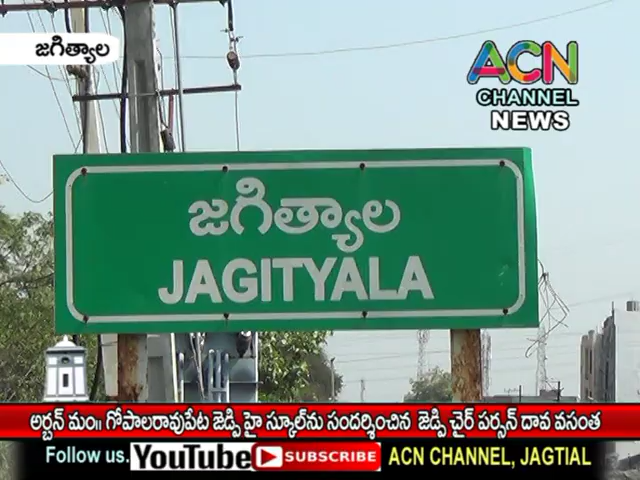 జగిత్యాల
ACN
CHANNEL
NEWS
జగిత్యాల
JAGITYALA
అర్బన్ మం॥ గోపాలరావుపేట జెడ్పి హై స్కూల్‌ను సందర్శించిన జెడ్పి చైర్ పర్సన్ దావ వసంత
Follow us. YouTube SUBSCRIBE ACN CHANNEL, JAGTIAL